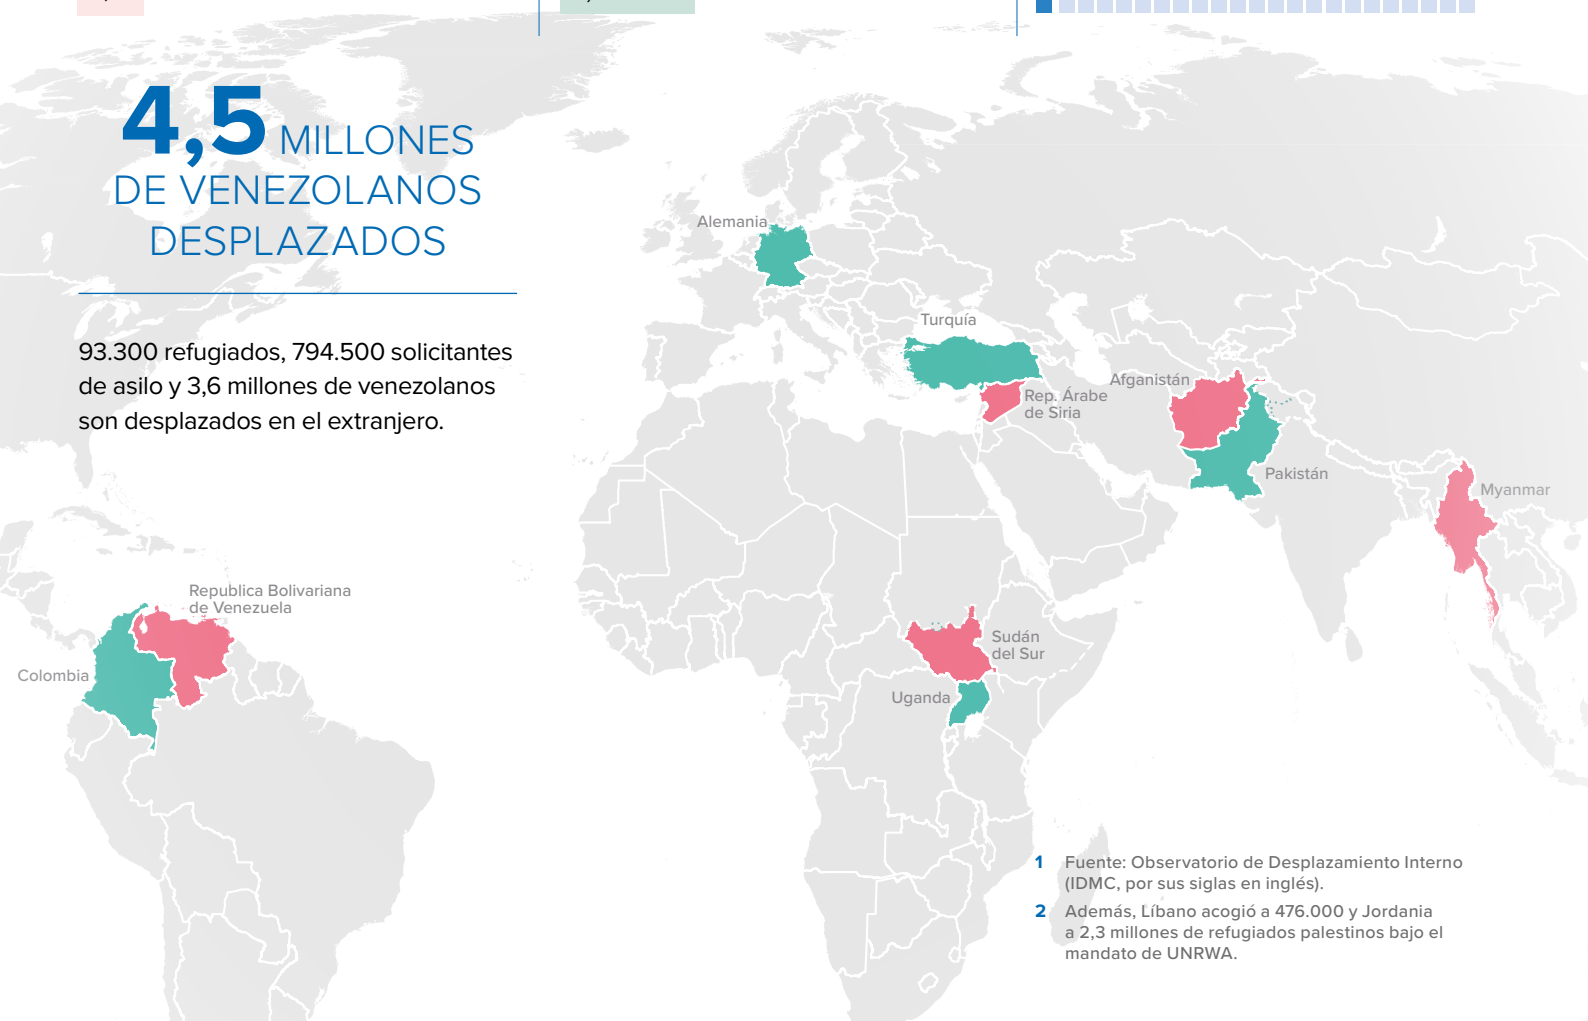 4,5 MILLONES
DE VENEZOLANOS
DESPLAZADOS
93.300 refugiados, 794.500 solicitantes
de asilo y 3,6 millones de venezolanos
son desplazados en el extranjero.
Alemania
Turquía
Rep. Árabe
de Siria
Afganistán
Pakistán
Myanmar
Republica Bolivariana
de Venezuela
Colombia
Sudán
del Sur
Uganda
1 Fuente: Observatorio de Desplazamiento Interno
(IDMC, por sus siglas en inglés).
2 Además, Líbano acogió a 476.000 y Jordania
a 2,3 millones de refugiados palestinos bajo el
mandato de UNRWA.